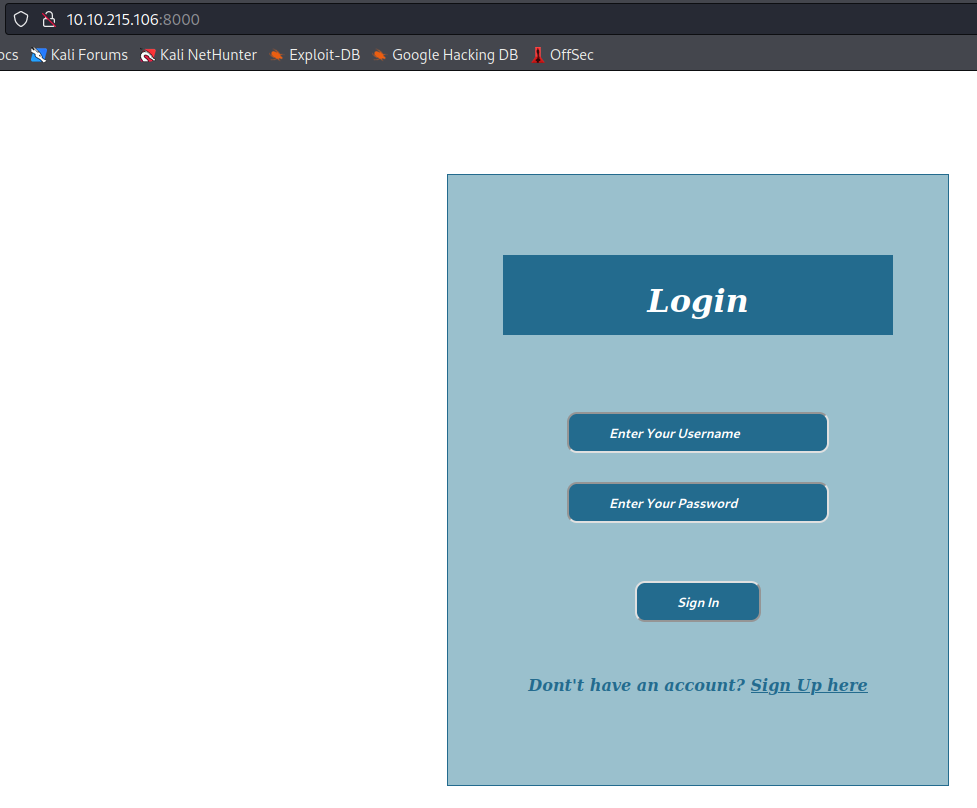 10.10.215.106:8000
ocs Kali Forums Kali NetHunter Exploit-DB Google Hacking DB OffSec
Login
Enter Your Username
Enter Your Password
Sign In
Dont't have an account? Sign Up here